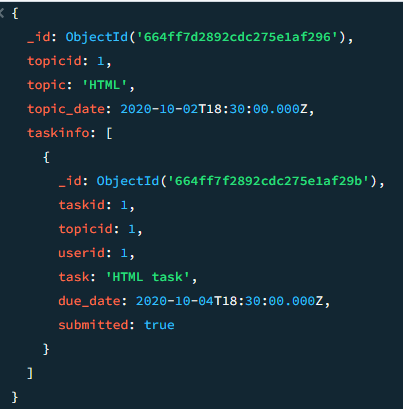 {
_id: ObjectId('664ff7d2892cdc275e1af296'),
topicid: 1,
topic: 'HTML',
topic_date: 2020-10-02T18:30:00.000Z,
taskinfo: [
{
_id: ObjectId('664ff7f2892cdc275e1af29b'),
taskid: 1,
topicid: 1,
userid: 1,
task: 'HTML task',
due_date: 2020-10-04T18:30:00.000Z,
submitted: true
}
]
}